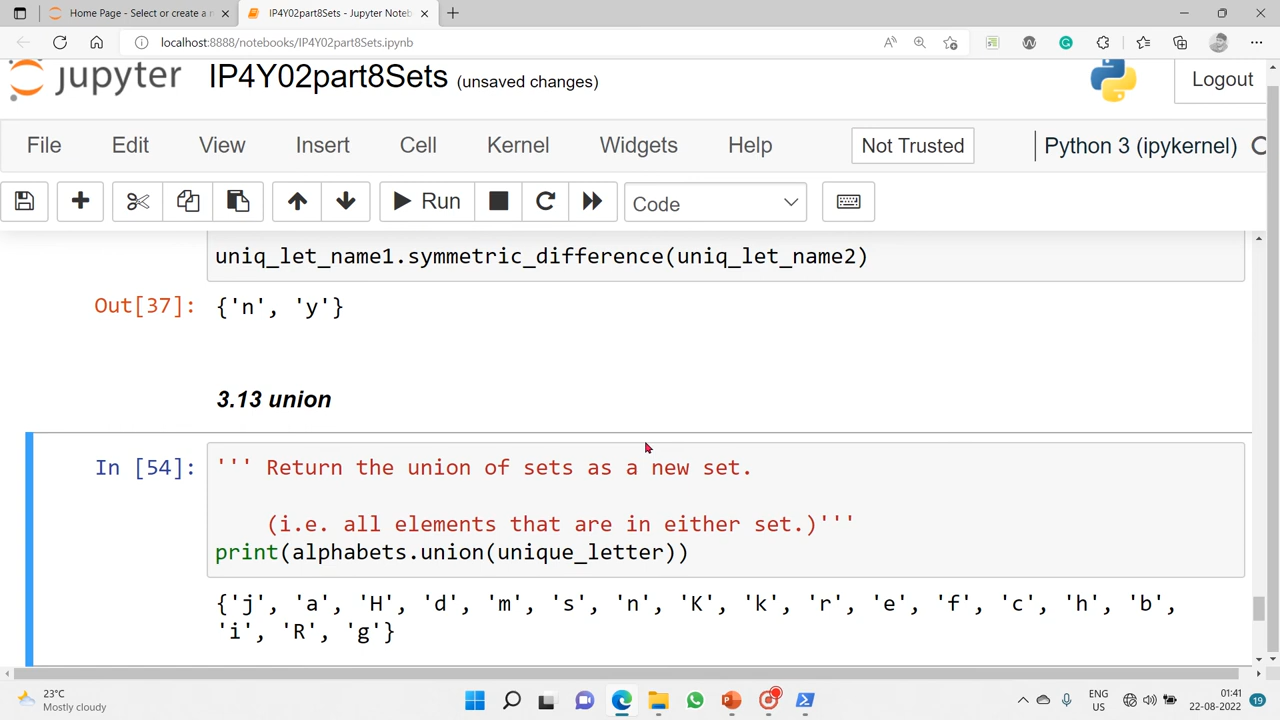 Home Page - Select or create a n
IP4Y02part8Sets - Jupyter Noteb
localhost:8888/notebooks/IP4Y02part8Sets.ipynb
jupyter IP4Y02part8Sets (unsaved changes)
Logout
File Edit View Insert Cell Kernel Widgets Help Not Trusted Python 3 (ipykernel)
Run Code
uniq_let_name1.symmetric_difference(uniq_let_name2)
Out[37]: {'n', 'y'}
3.13 union
In [54]: ''' Return the union of sets as a new set.
(i.e. all elements that are in either set.)'''
print(alphabets.union(unique_letter))
{'j', 'a', 'H', 'd', 'm', 's', 'n', 'K', 'k', 'r', 'e', 'f', 'c', 'h', 'b',
'i', 'R', 'g'}
23°C
Mostly cloudy
ENG
US
01:41
22-08-2022
19